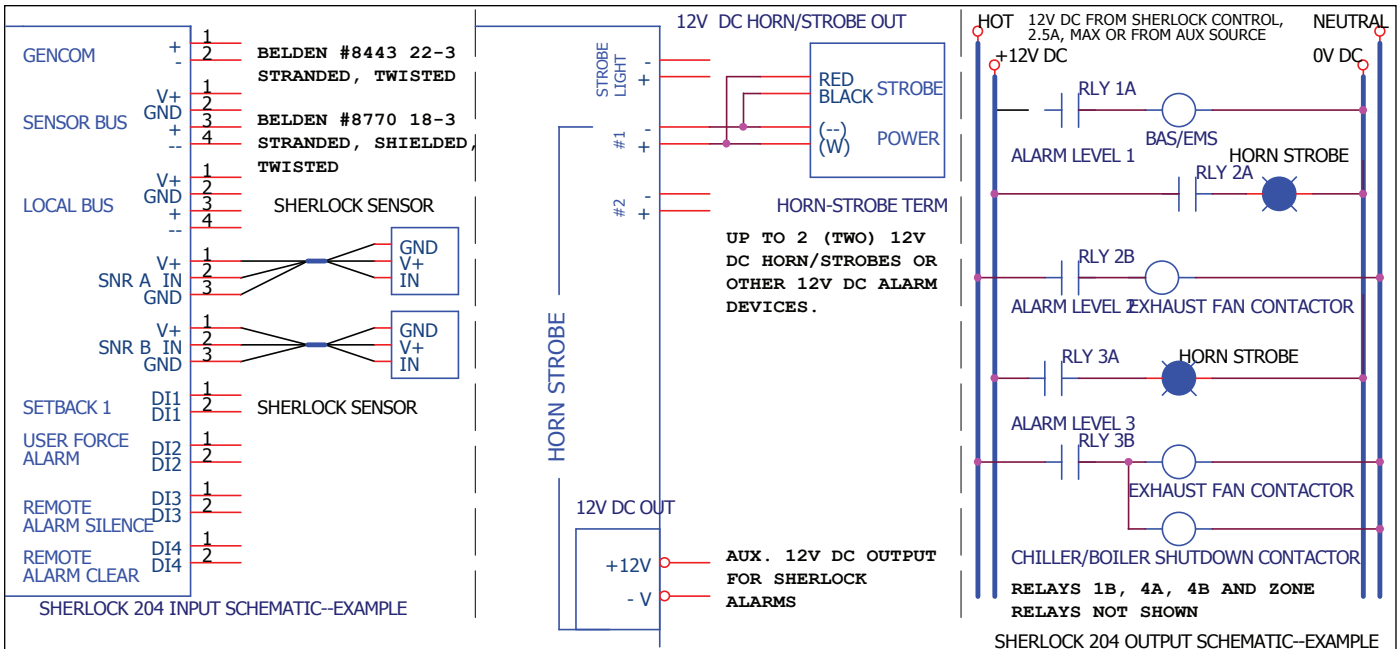 GENCOM
+ 1
- 2
BELDEN #8443 22-3
STRANDED, TWISTED
SENSOR BUS
V+ 1
GND 2
+ 3
-- 4
BELDEN #8770 18-3
STRANDED, SHIELDED,
TWISTED
LOCAL BUS
V+ 1
GND 2
+ 3
-- 4
SHERLOCK SENSOR
V+ 1
SNR A IN 2
GND 3
GND
V+
IN
V+ 1
SNR B IN 2
GND 3
GND
V+
IN
SETBACK 1
DI1 1
DI1 2
SHERLOCK SENSOR
USER FORCE
ALARM
DI2 1
DI2 2
REMOTE
ALARM SILENCE
DI3 1
DI3 2
REMOTE
ALARM CLEAR
DI4 1
DI4 2
SHERLOCK 204 INPUT SCHEMATIC--EXAMPLE
12V DC HORN/STROBE OUT
STROBE
LIGHT
-
+
#1
-
+
#2
-
+
RED
BLACK
STROBE
(--)
(W)
POWER
HORN-STROBE TERM
UP TO 2 (TWO) 12V
DC HORN/STROBES OR
OTHER 12V DC ALARM
DEVICES.
HORN STROBE
12V DC OUT
+12V
- V
AUX. 12V DC OUTPUT
FOR SHERLOCK
ALARMS
HOT
12V DC FROM SHERLOCK CONTROL,
2.5A, MAX OR FROM AUX SOURCE
NEUTRAL
+12V DC
0V DC
RLY 1A
BAS/EMS
ALARM LEVEL 1
HORN STROBE
RLY 2A
RLY 2B
ALARM LEVEL 2
EXHAUST FAN CONTACTOR
RLY 3A
HORN STROBE
ALARM LEVEL 3
RLY 3B
EXHAUST FAN CONTACTOR
CHILLER/BOILER SHUTDOWN CONTACTOR
RELAYS 1B, 4A, 4B AND ZONE
RELAYS NOT SHOWN
SHERLOCK 204 OUTPUT SCHEMATIC--EXAMPLE